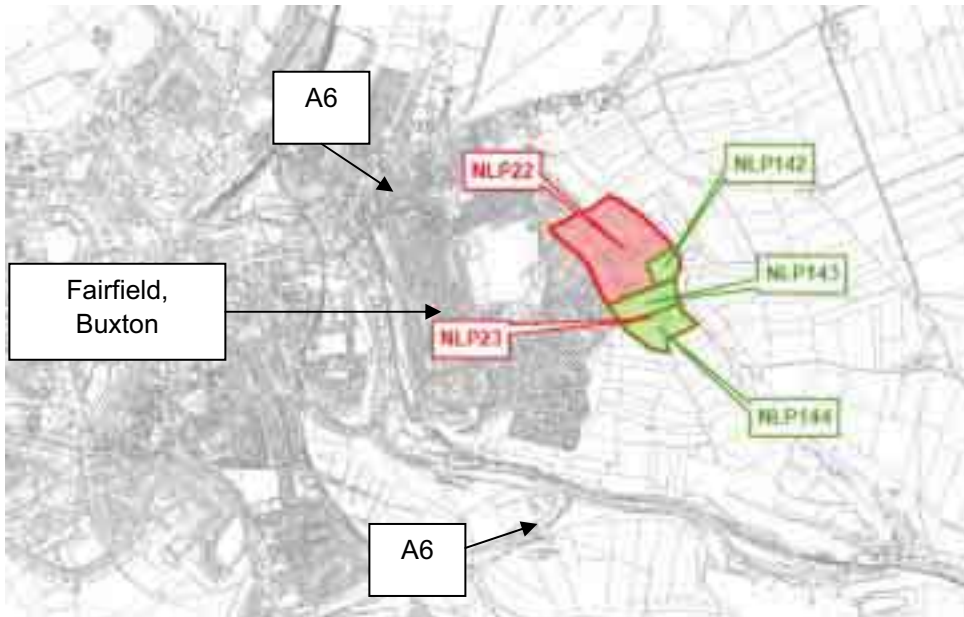 A6
NLP22
NLP142
Fairfield,
Buxton
NLP143
NLP23
NLP144
A6